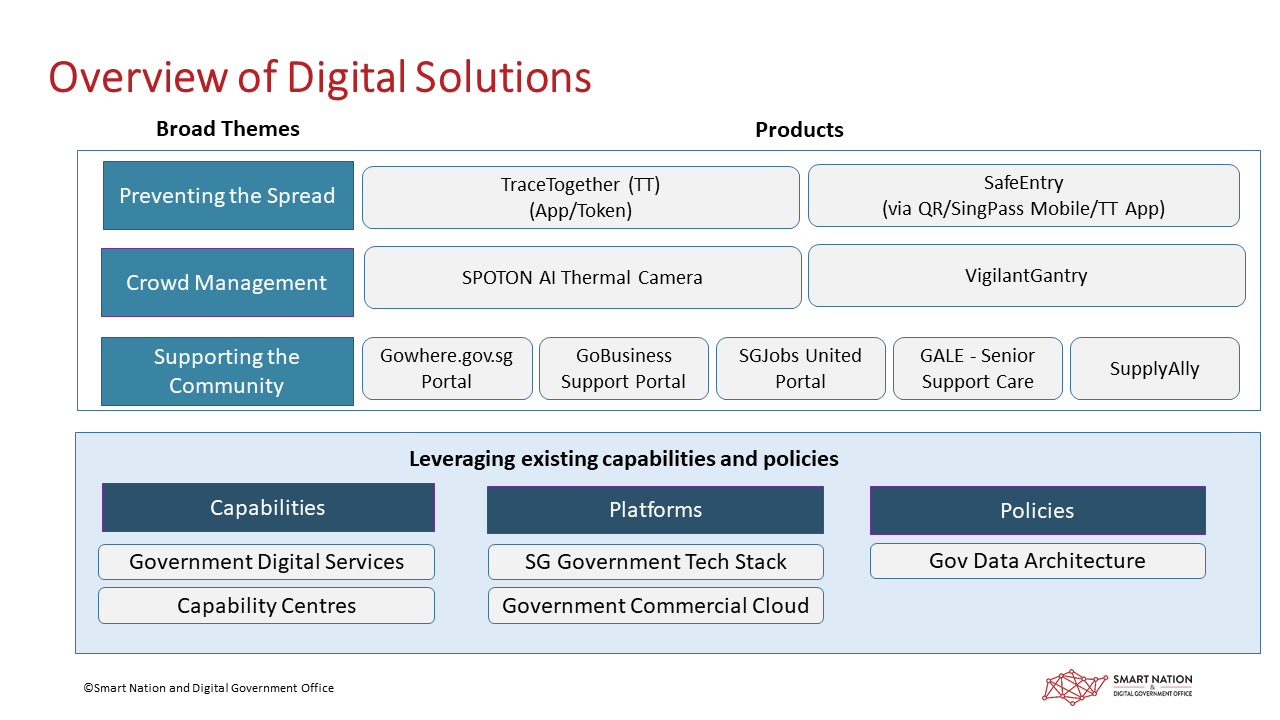 Overview of Digital Solutions
Broad Themes
Products
Preventing the Spread
TraceTogether (TT)
(App/Token)
SafeEntry
(via QR/SingPass Mobile/TT App)
Crowd Management
SPOTON AI Thermal Camera
VigilantGantry
Supporting the
Community
Gowhere.gov.sg
Portal
GoBusiness
Support Portal
SGJobs United
Portal
GALE - Senior
Support Care
SupplyAlly
Leveraging existing capabilities and policies
Capabilities
Government Digital Services
Capability Centres
Platforms
SG Government Tech Stack
Government Commercial Cloud
Policies
Gov Data Architecture
©Smart Nation and Digital Government Office
SMART NATION
&
DIGITAL GOVERNMENT OFFICE